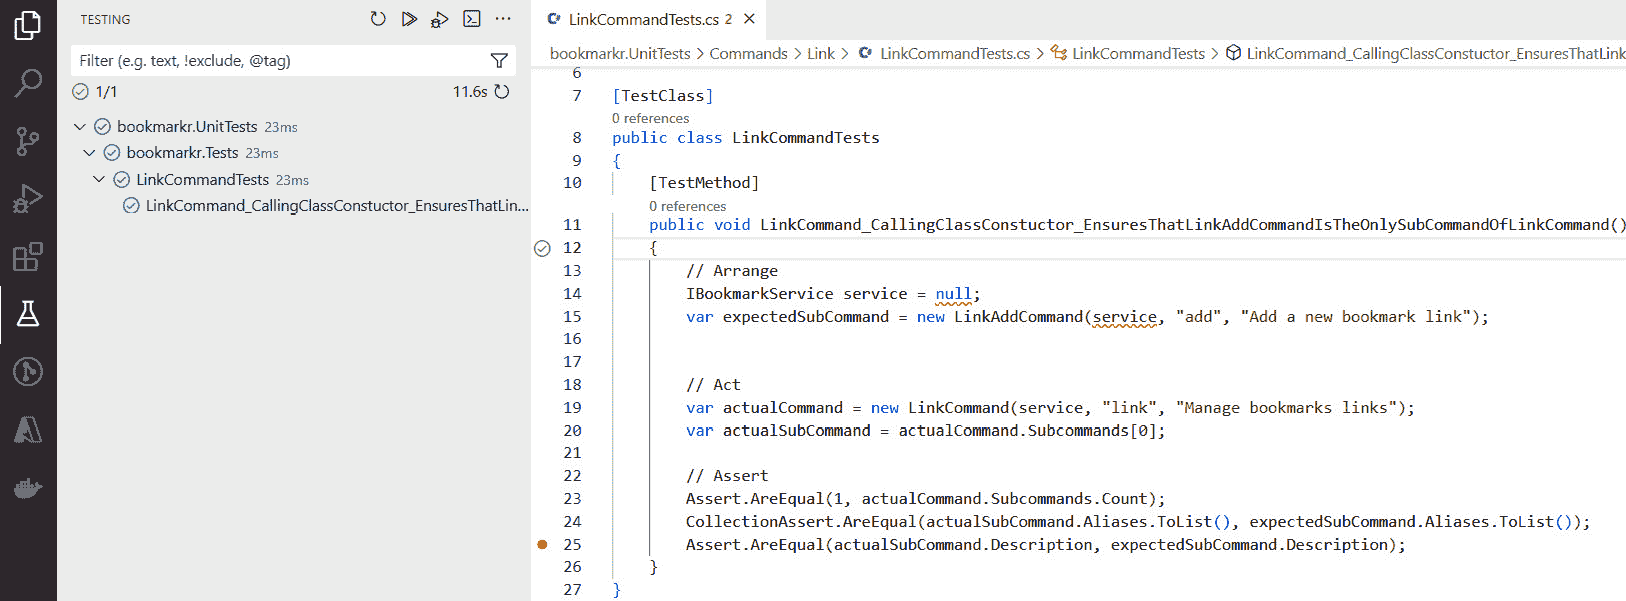 TESTING
Filter (e.g. text, !exclude, @tag)
1/1 11.6s
bookmarkr.UnitTests 23ms
bookmarkr.Tests 23ms
LinkCommandTests 23ms
LinkCommand_CallingClassConstuctor_EnsuresThatLin...
LinkCommandTests.cs 2
bookmarkr.UnitTests > Commands > Link > LinkCommandTests.cs > LinkCommandTests > LinkCommand_CallingClassConstuctor_EnsuresThatLink
6
7 [TestClass]
0 references
8 public class LinkCommandTests
9 {
10 [TestMethod]
0 references
11 public void LinkCommand_CallingClassConstuctor_EnsuresThatLinkAddCommandIsTheOnlySubCommandOfLinkCommand()
12 {
13 // Arrange
14 IBookmarkService service = null;
15 var expectedSubCommand = new LinkAddCommand(service, "add", "Add a new bookmark link");
16
17
18 // Act
19 var actualCommand = new LinkCommand(service, "link", "Manage bookmarks links");
20 var actualSubCommand = actualCommand.Subcommands[0];
21
22 // Assert
23 Assert.AreEqual(1, actualCommand.Subcommands.Count);
24 CollectionAssert.AreEqual(actualSubCommand.Aliases.ToList(), expectedSubCommand.Aliases.ToList());
25 Assert.AreEqual(actualSubCommand.Description, expectedSubCommand.Description);
26 }
27 }